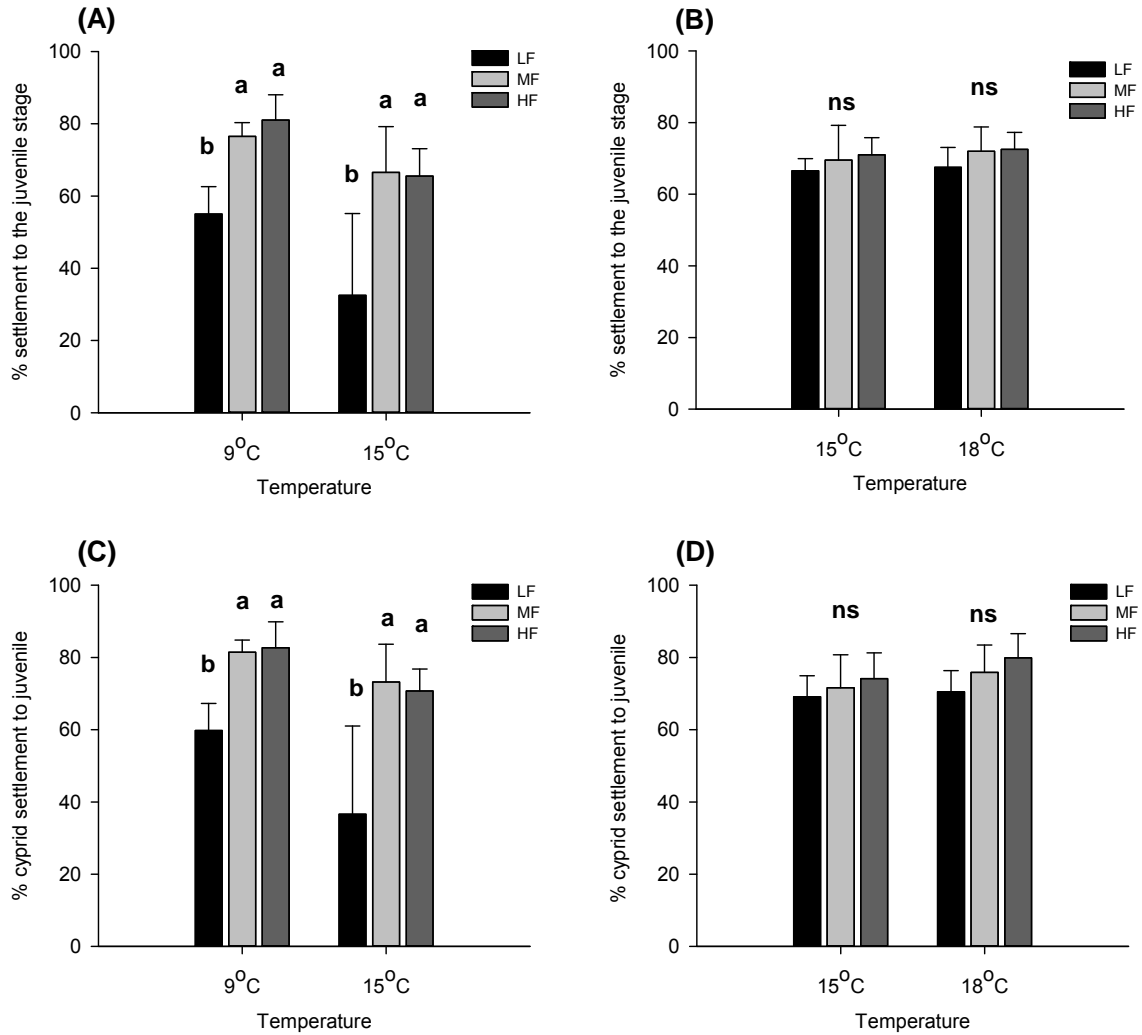 (A)
% settlement to the juvenile stage
100
80
60
40
20
0
b
a
a
b
a
a
LF
MF
HF
9°C
15°C
Temperature
(B)
% settlement to the juvenile stage
100
80
60
40
20
0
ns
ns
LF
MF
HF
15°C
18°C
Temperature
(C)
% cyprid settlement to juvenile
100
80
60
40
20
0
b
a
a
b
a
a
LF
MF
HF
9°C
15°C
Temperature
(D)
% cyprid settlement to juvenile
100
80
60
40
20
0
ns
ns
LF
MF
HF
15°C
18°C
Temperature